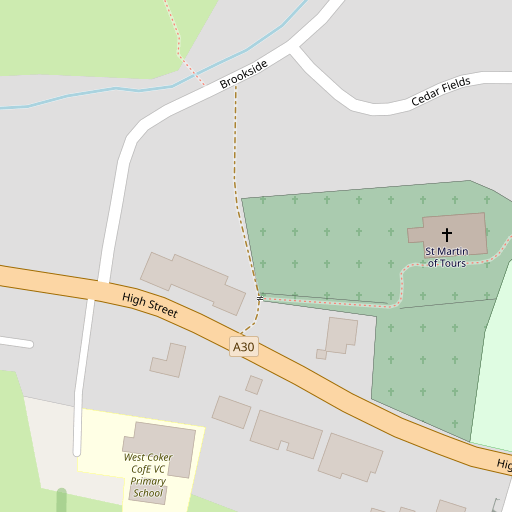 Brookside
Cedar Fields
St Martin
of Tours
High Street
A30
West Coker
CofE VC
Primary
School
Hig